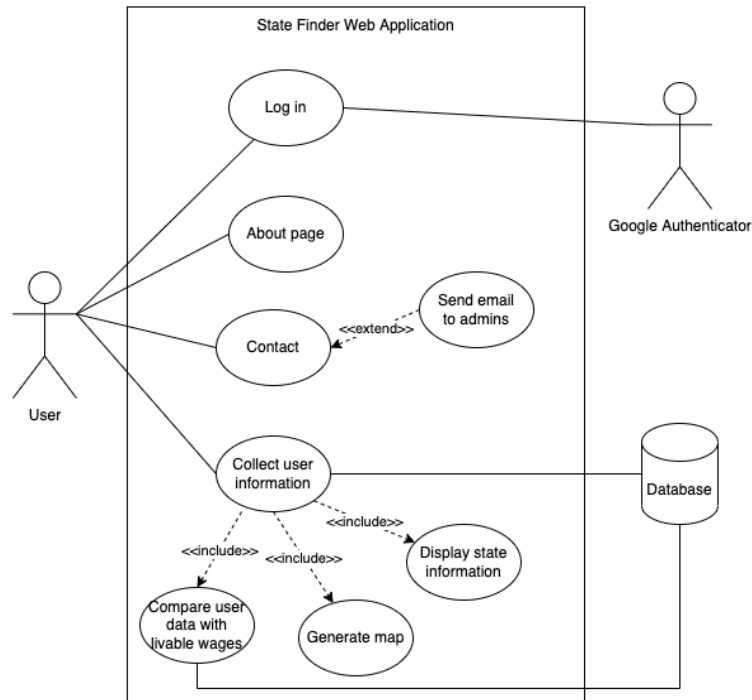 State Finder Web Application
Log in
Google Authenticator
About page
Send email
to admins
<<extend>>
Contact
User
Collect user
information
Database
<<include>>
<<include>>
<<include>>
Display state
information
Compare user
data with
livable wages
Generate map